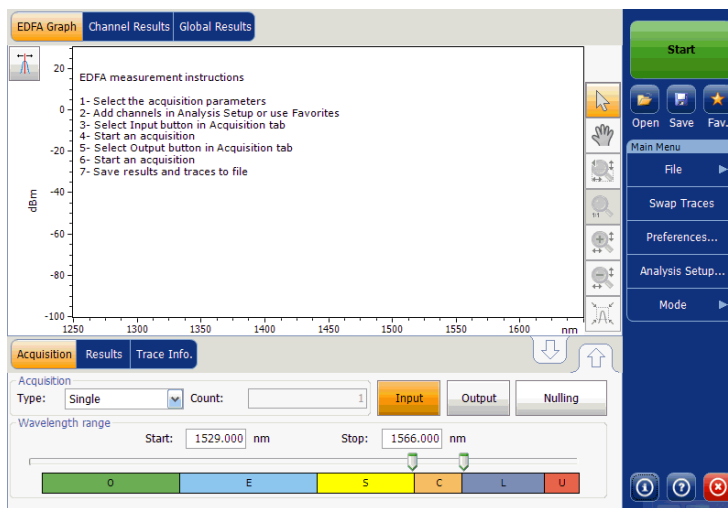 EDFA Graph Channel Results Global Results
EDFA measurement instructions
1- Select the acquisition parameters
2- Add channels in Analysis Setup or use Favorites
3- Select Input button in Acquisition tab
4- Start an acquisition
5- Select Output button in Acquisition tab
6- Start an acquisition
7- Save results and traces to file
dBm
20
0
-20
-40
-60
-80
-100
1250 1300 1350 1400 1450 1500 1550 1600 nm
1:1
Start
Open Save Fav.
Main Menu
File
Swap Traces
Preferences...
Analysis Setup...
Mode
Acquisition Results Trace Info.
Acquisition
Type: Single Count: 1 Input Output Nulling
Wavelength range
Start: 1529.000 nm Stop: 1566.000 nm
O E S C L U